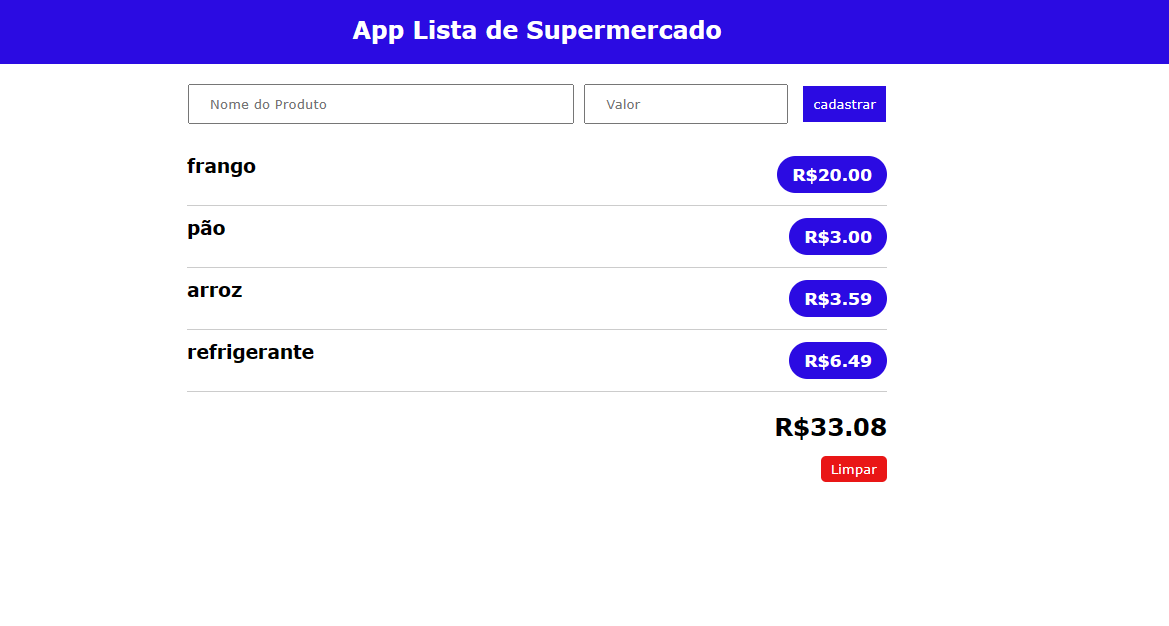 App Lista de Supermercado
Nome do Produto Valor cadastrar
frango R$20.00
pão R$3.00
arroz R$3.59
refrigerante R$6.49
R$33.08
Limpar